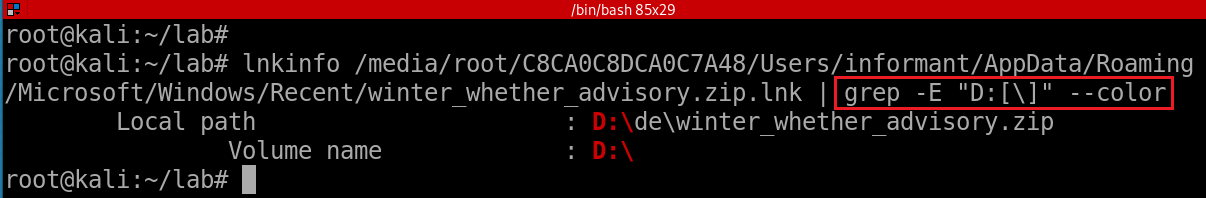 /bin/bash 85x29
root@kali:~/lab#
root@kali:~/lab# lnkinfo /media/root/C8CA0C8DCA0C7A48/Users/informant/AppData/Roaming
/Microsoft/Windows/Recent/winter_whether_advisory.zip.lnk | grep -E "D:[\]" --color
Local path : D:\de\winter_whether_advisory.zip
Volume name : D:\
root@kali:~/lab#